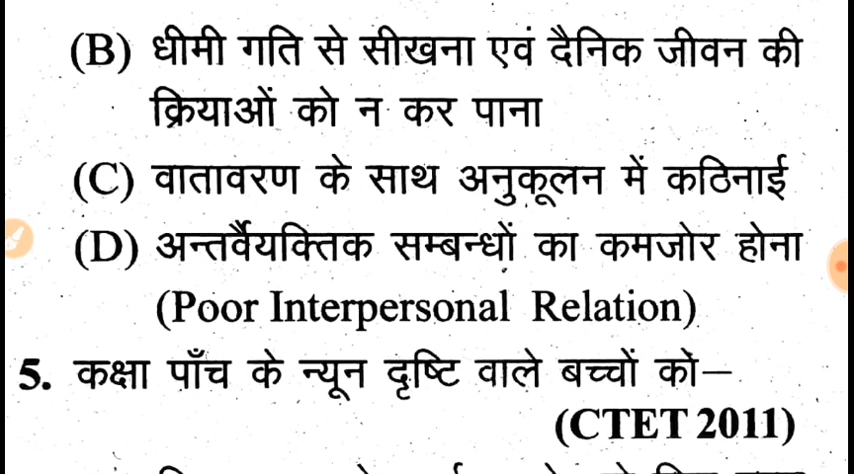 (B) धीमी गति से सीखना एवं दैनिक जीवन की
क्रियाओं को न कर पाना
(C) वातावरण के साथ अनुकूलन में कठिनाई
(D) अन्तर्वैयक्तिक सम्बन्धों का कमजोर होना
(Poor Interpersonal Relation)
5. कक्षा पाँच के न्यून दृष्टि वाले बच्चों को—
(CTET 2011)